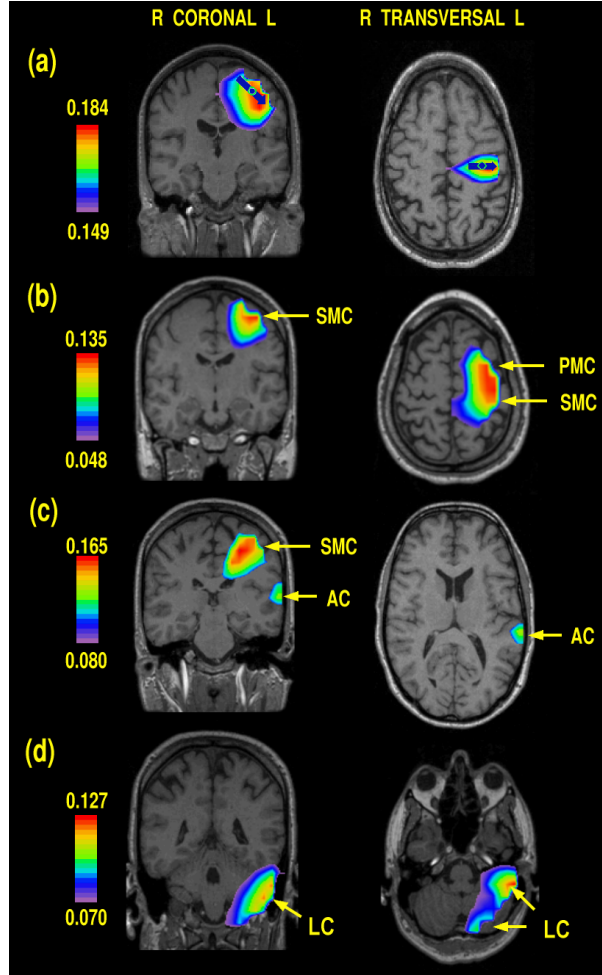 R CORONAL L
R TRANSVERSAL L
(a)
0.184
0.149
(b)
0.135
0.048
SMC
PMC
SMC
(c)
0.165
0.080
SMC
AC
AC
(d)
0.127
0.070
LC
LC